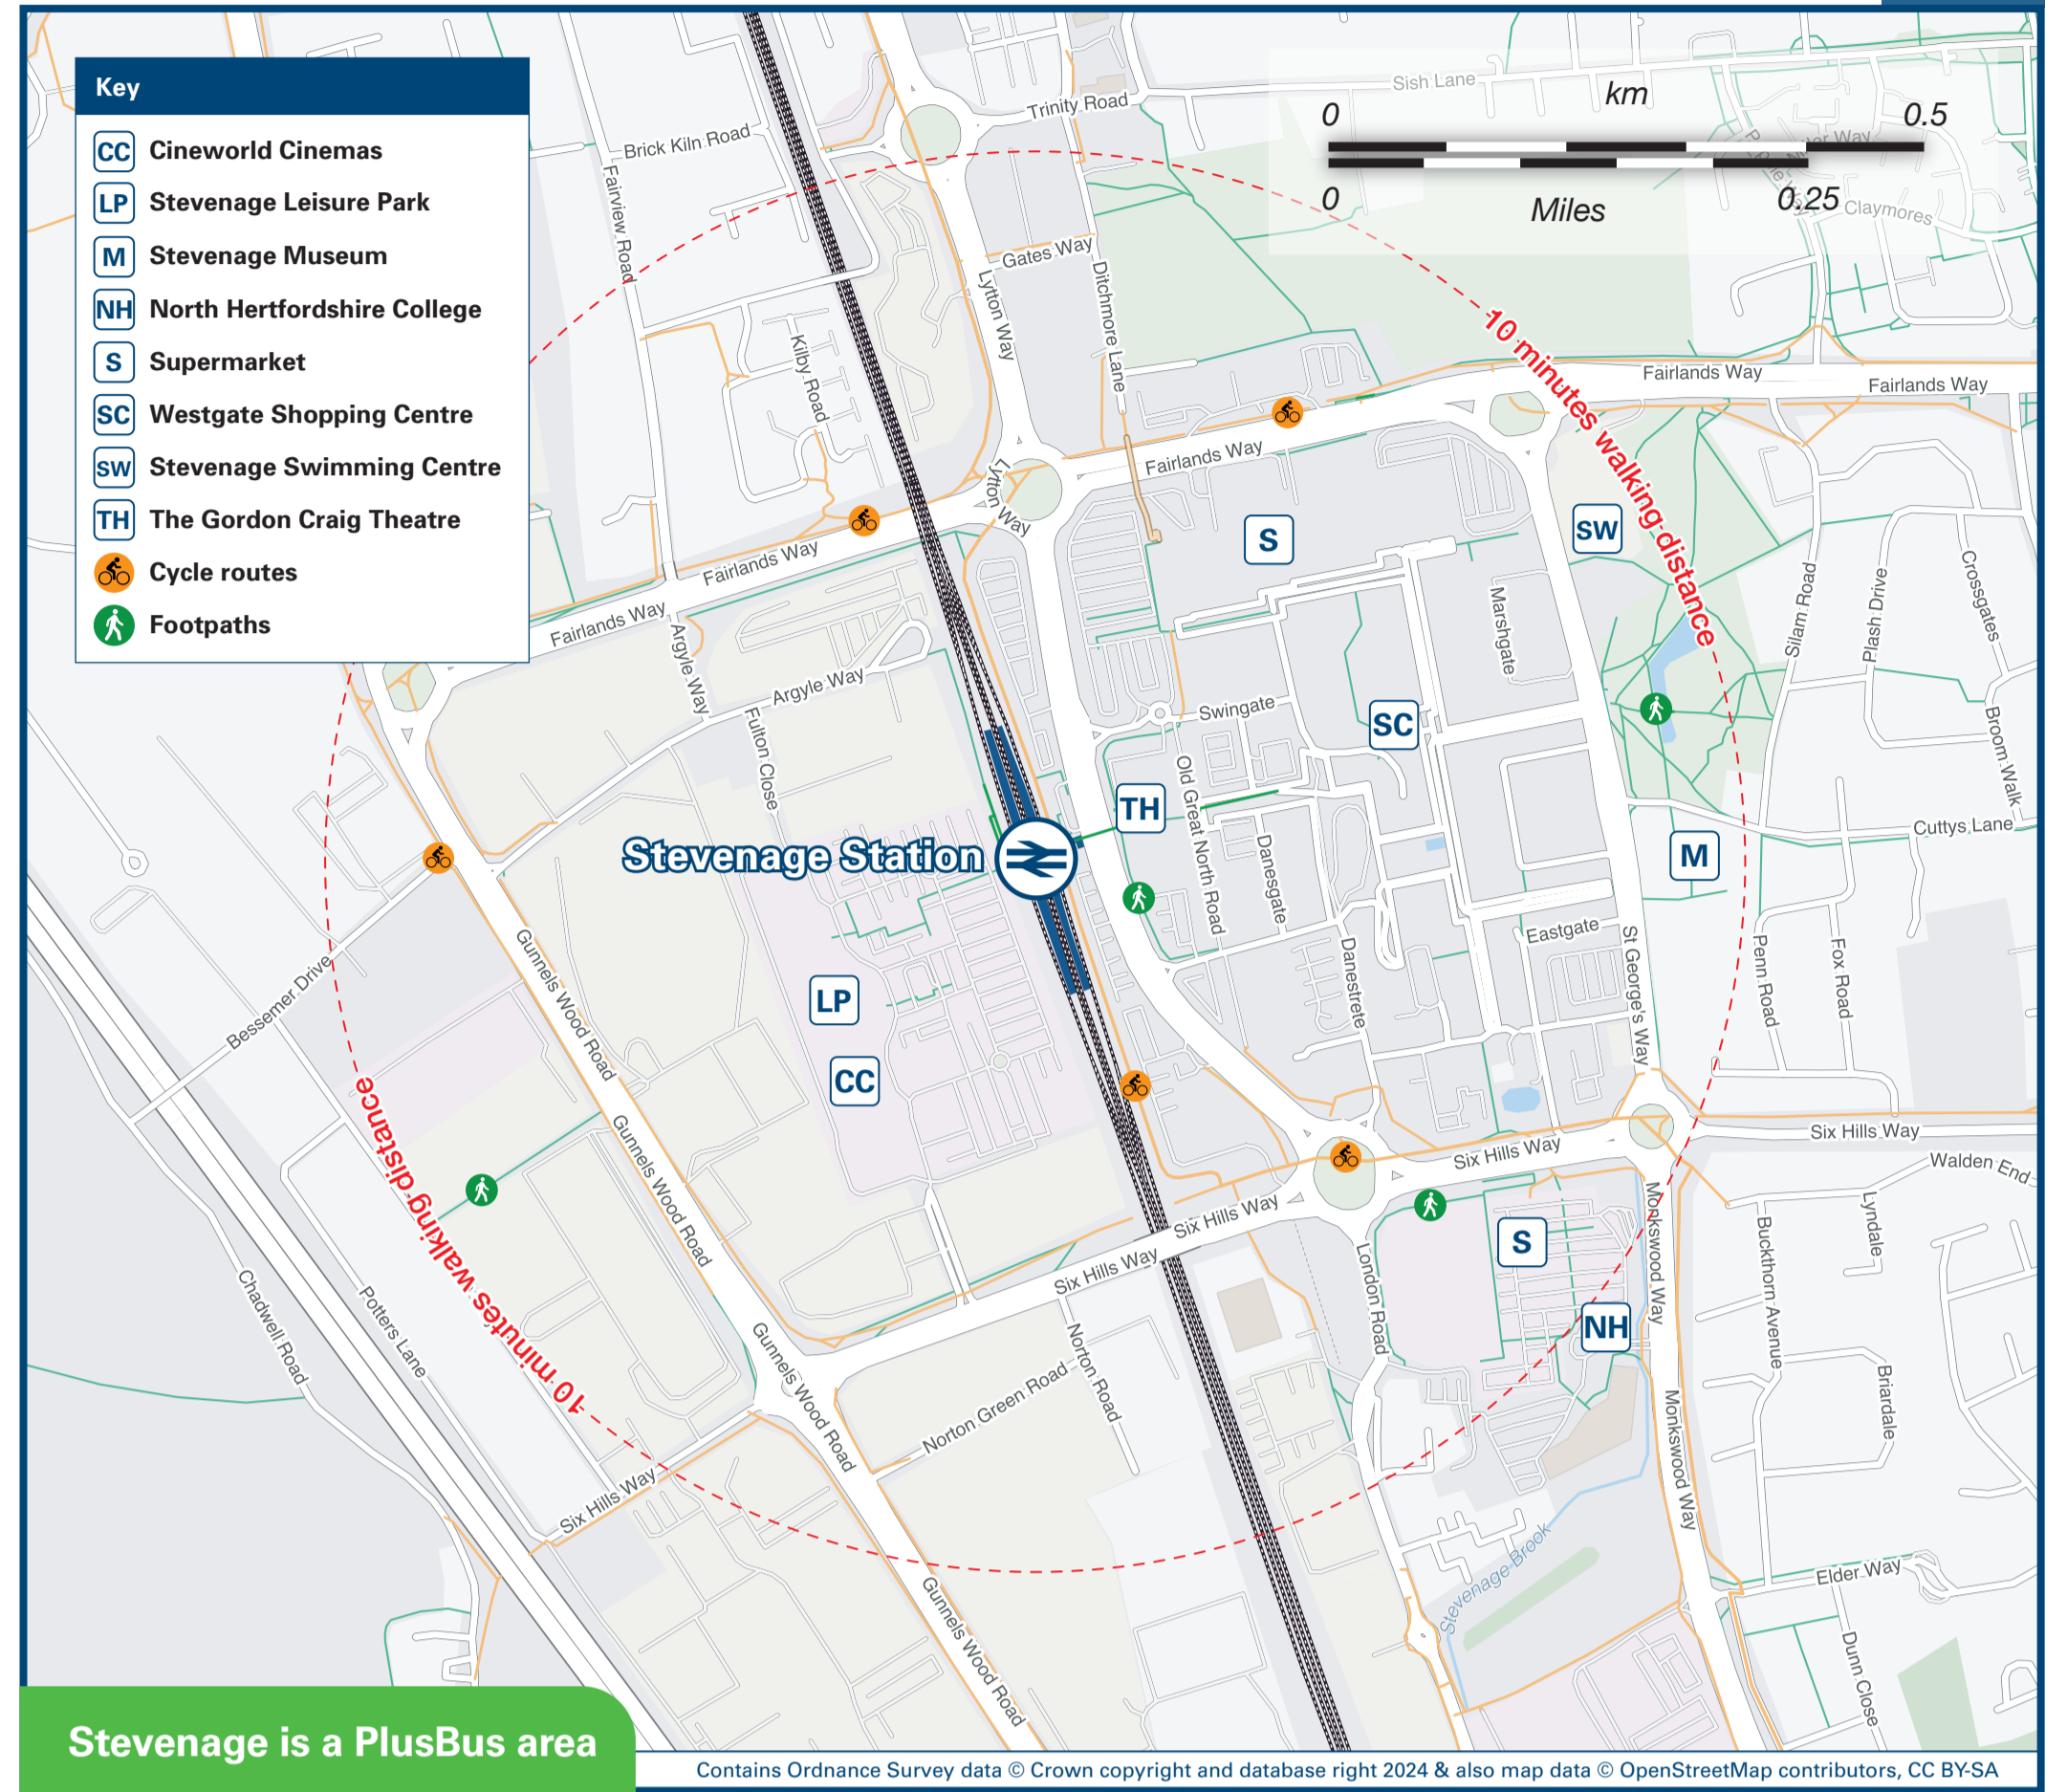 Key
CC Cineworld Cinemas
LP Stevenage Leisure Park
M Stevenage Museum
NH North Hertfordshire College
S Supermarket
SC Westgate Shopping Centre
SW Stevenage Swimming Centre
TH The Gordon Craig Theatre
Cycle routes
Footpaths
km
0 0.5
0 0.25
Miles
Sish Lane
Trinity Road
Brick Kiln Road
Fairview Road
Claymores
Gates Way
Lytton Way
Ditchmore Lane
Kilby Road
10 minutes walking distance
Fairlands Way
Fairlands Way
Fairlands Way
Lytton Way
Fairlands Way
Fairlands Way
S
SW
Marshgate
Silam Road
Plash Drive
Crossgates
Broom Walk
Argyle Way
Argyle Way
Fulton Close
Swingate
SC
Old Great North Road
TH
Stevenage Station
Danesgate
M
Cuttys Lane
Bessemer Drive
Gunnels Wood Road
LP
CC
Danestrete
Eastgate
St George's Way
Penn Road
Fox Road
10 minutes walking distance
Gunnels Wood Road
Six Hills Way
Six Hills Way
Six Hills Way
Six Hills Way
Walden End
Lyndale
Buckthorn Avenue
Briardale
S
NH
Monkswood Way
Monkswood Way
London Road
Chadwell Road
Potters Lane
Gunnels Wood Road
Norton Road
Norton Green Road
Six Hills Way
Gunnels Wood Road
Stevenage Brook
Elder Way
Dunn Close
Stevenage is a PlusBus area
Contains Ordnance Survey data © Crown copyright and database right 2024 & also map data © OpenStreetMap contributors, CC BY-SA